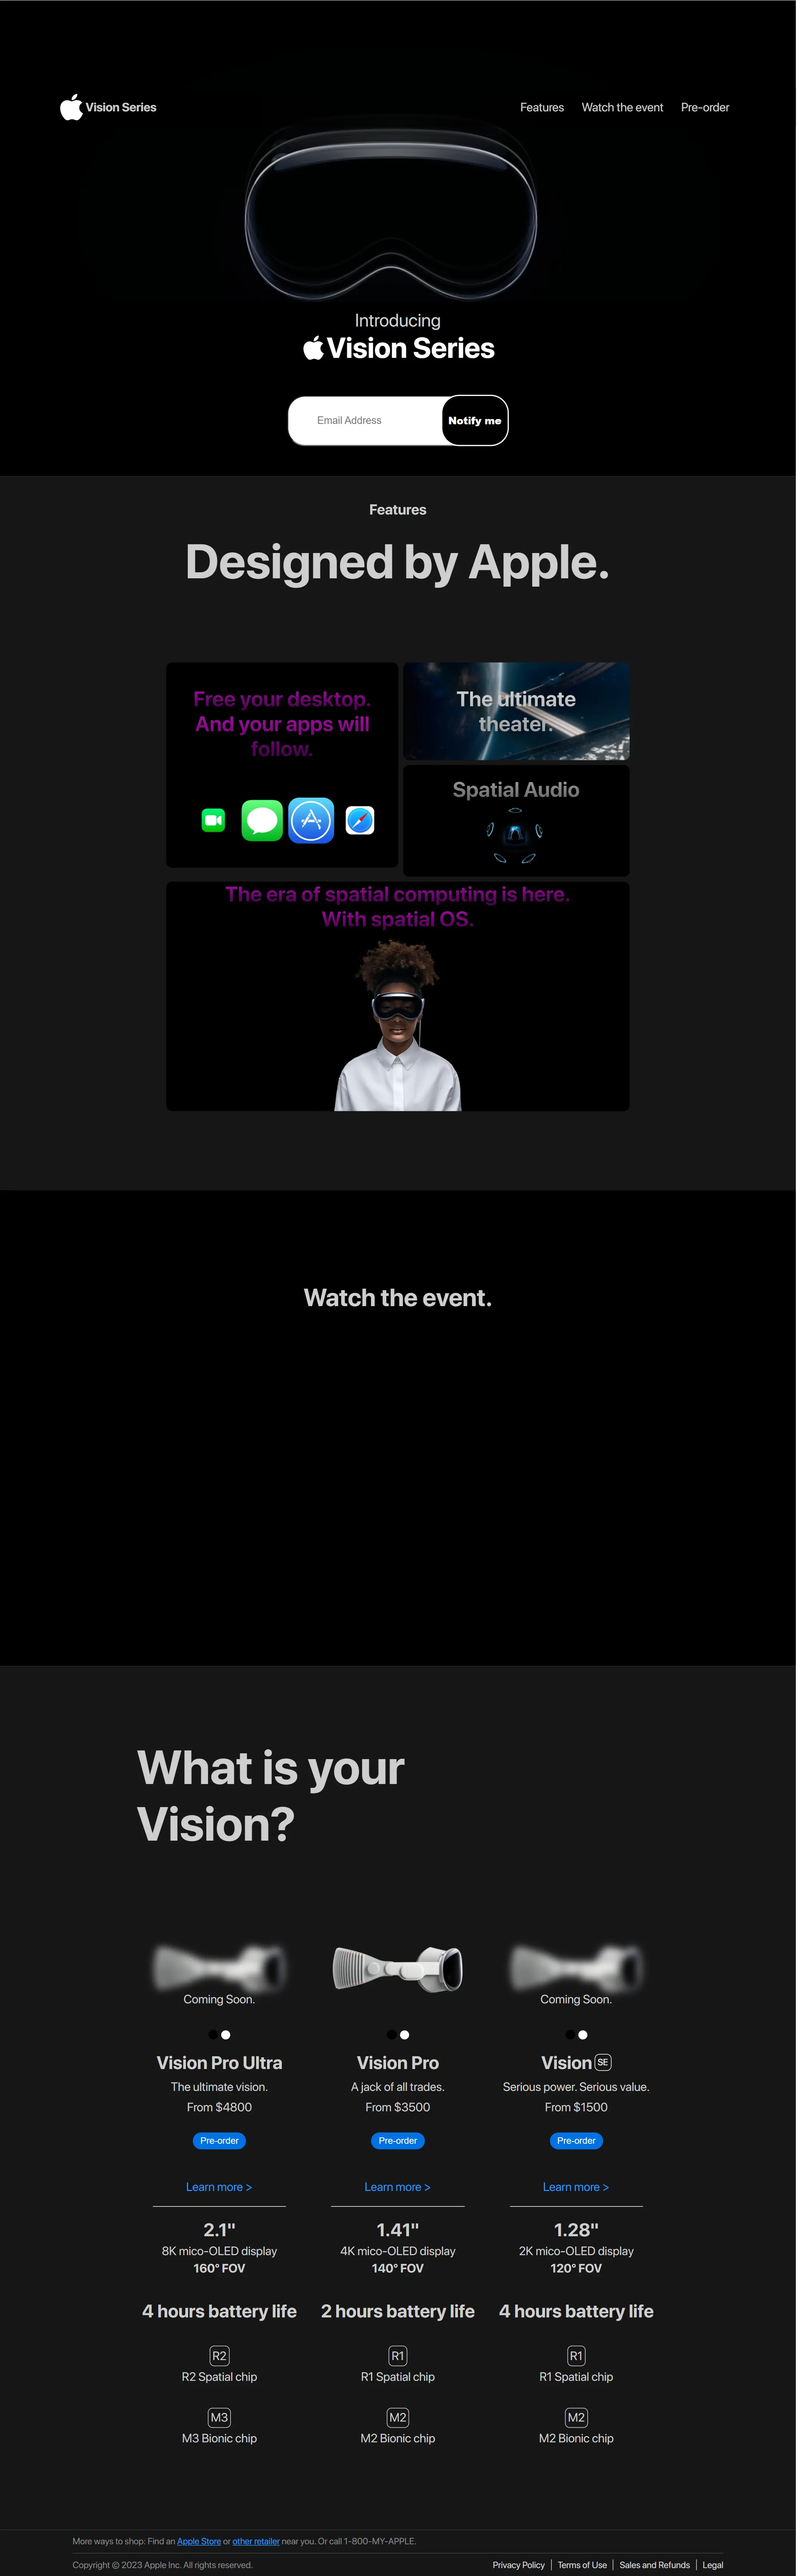 Vision Series
Features
Watch the event
Pre-order
Introducing
Vision Series
Email Address
Notify me
Features
Designed by Apple.
Free your desktop.
And your apps will
follow.
The ultimate
theater.
Spatial Audio
The era of spatial computing is here.
With spatial OS.
Watch the event.
What is your
Vision?
Coming Soon.
Vision Pro Ultra
The ultimate vision.
From $4800
Pre-order
Learn more >
2.1"
8K mico-OLED display
160° FOV
4 hours battery life
R2
R2 Spatial chip
M3
M3 Bionic chip
Vision Pro
A jack of all trades.
From $3500
Pre-order
Learn more >
1.41"
4K mico-OLED display
140° FOV
2 hours battery life
R1
R1 Spatial chip
M2
M2 Bionic chip
Coming Soon.
Vision SE
Serious power. Serious value.
From $1500
Pre-order
Learn more >
1.28"
2K mico-OLED display
120° FOV
4 hours battery life
R1
R1 Spatial chip
M2
M2 Bionic chip
More ways to shop: Find an Apple Store or other retailer near you. Or call 1-800-MY-APPLE.
Copyright © 2023 Apple Inc. All rights reserved.
Privacy Policy | Terms of Use | Sales and Refunds | Legal